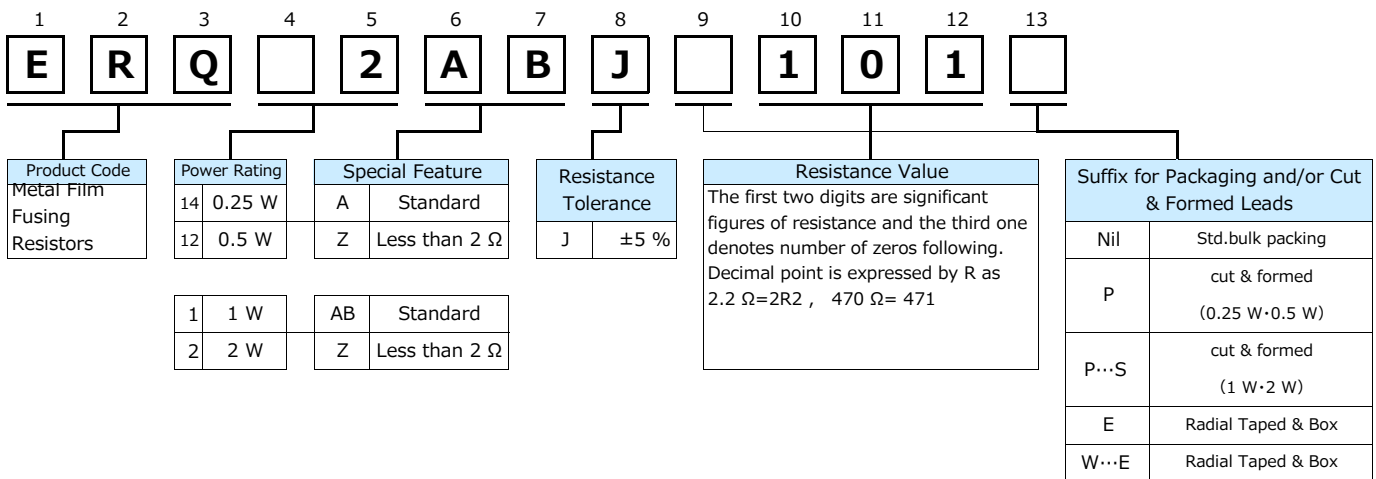 1 2 3 4 5 6 7 8 9 10 11 12 13
E R Q 2 A B J 1 0 1
Product Code
Metal Film
Fusing
Resistors
Power Rating
14 0.25 W
12 0.5 W
1 1 W
2 2 W
Special Feature
A Standard
Z Less than 2 Ω
AB Standard
Z Less than 2 Ω
Resistance
Tolerance
J ±5 %
Resistance Value
The first two digits are significant
figures of resistance and the third one
denotes number of zeros following.
Decimal point is expressed by R as
2.2 Ω=2R2 , 470 Ω= 471
Suffix for Packaging and/or Cut
& Formed Leads
Nil Std.bulk packing
P cut & formed
(0.25 W･0.5 W)
P⋯S cut & formed
(1 W･2 W)
E Radial Taped & Box
W⋯E Radial Taped & Box